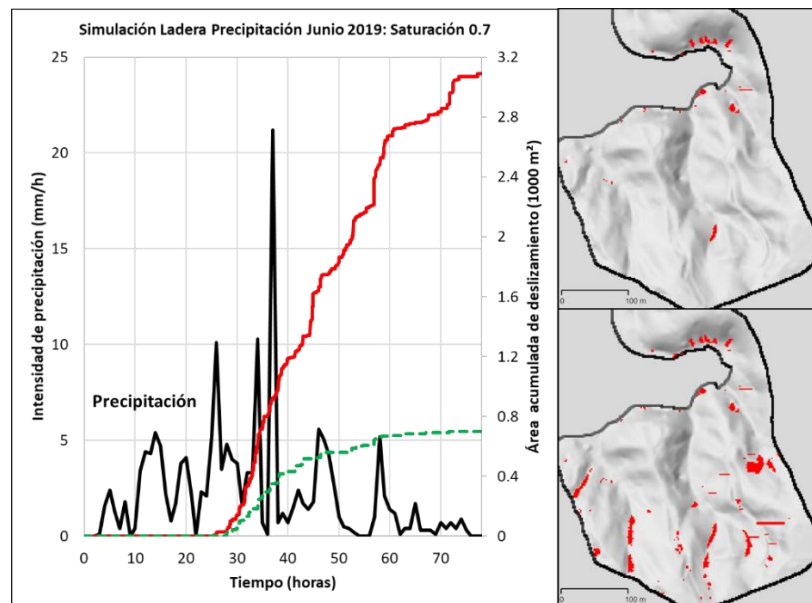 Simulación Ladera Precipitación Junio 2019: Saturación 0.7
Intensidad de precipitación (mm/h)
25
20
15
10
5
0
Precipitación
0 10 20 30 40 50 60 70
Tiempo (horas)
3.2
2.8
2.4
2
1.6
1.2
0.8
0.4
0
Área acumulada de deslizamiento (1000 m²)
0 100 m
0 100 m